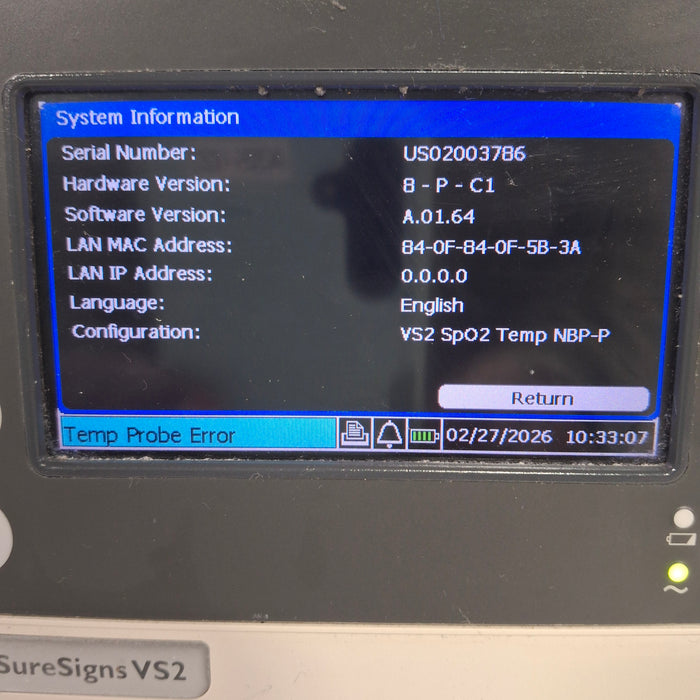 System Information
Serial Number: US02003786
Hardware Version: 8 - P - C1
Software Version: A.01.64
LAN MAC Address: 84-0F-84-0F-5B-3A
LAN IP Address: 0.0.0.0
Language: English
Configuration: VS2 SpO2 Temp NBP-P
Return
Temp Probe Error 02/27/2026 10:33:07
SureSigns VS2